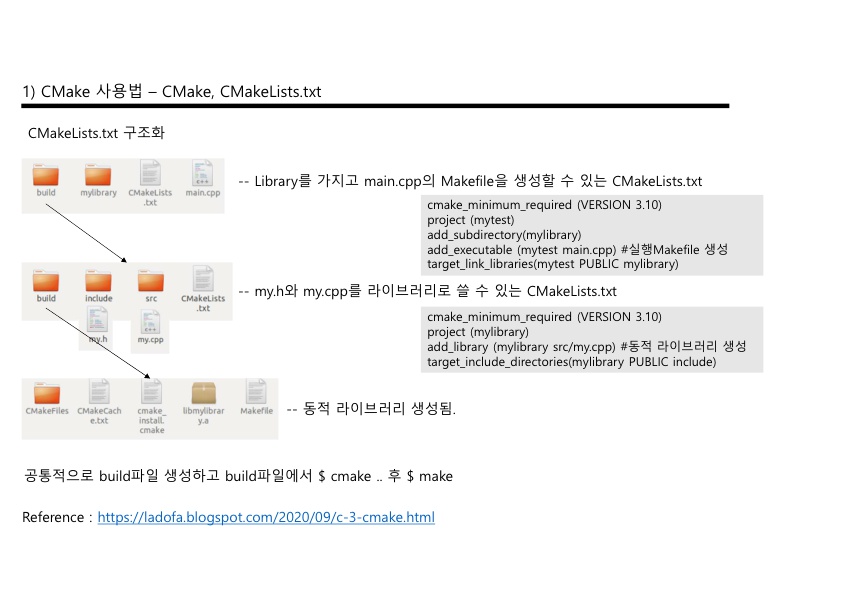 1) CMake 사용법 – CMake, CMakeLists.txt
CMakeLists.txt 구조화
build
mylibrary
CMakeLists
.txt
main.cpp
-- Library를 가지고 main.cpp의 Makefile을 생성할 수 있는 CMakeLists.txt
cmake_minimum_required (VERSION 3.10)
project (mytest)
add_subdirectory(mylibrary)
add_executable (mytest main.cpp) #실행Makefile 생성
target_link_libraries(mytest PUBLIC mylibrary)
build
include
src
CMakeLists
.txt
my.h
my.cpp
-- my.h와 my.cpp를 라이브러리로 쓸 수 있는 CMakeLists.txt
cmake_minimum_required (VERSION 3.10)
project (mylibrary)
add_library (mylibrary src/my.cpp) #동적 라이브러리 생성
target_include_directories(mylibrary PUBLIC include)
CMakeFiles
CMakeCach
e.txt
cmake_
install.
cmake
libmylibrar
y.a
Makefile
-- 동적 라이브러리 생성됨.
공통적으로 build파일 생성하고 build파일에서 $ cmake .. 후 $ make
Reference : https://ladofa.blogspot.com/2020/09/c-3-cmake.html